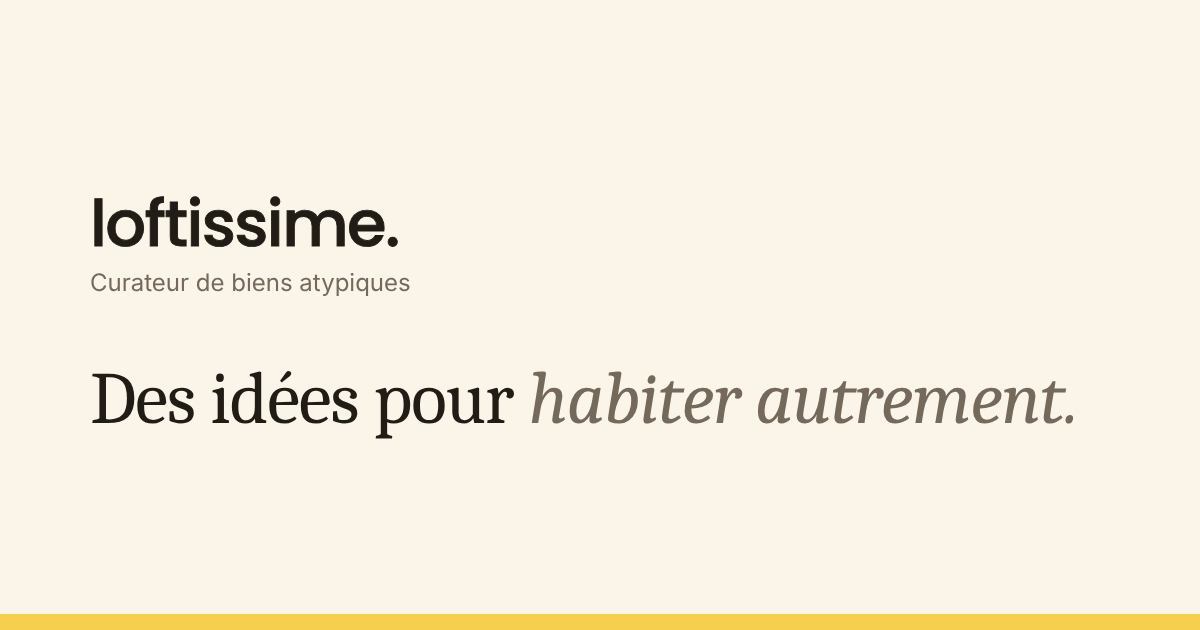 loftissime.
Curateur de biens atypiques
Des idées pour habiter autrement.